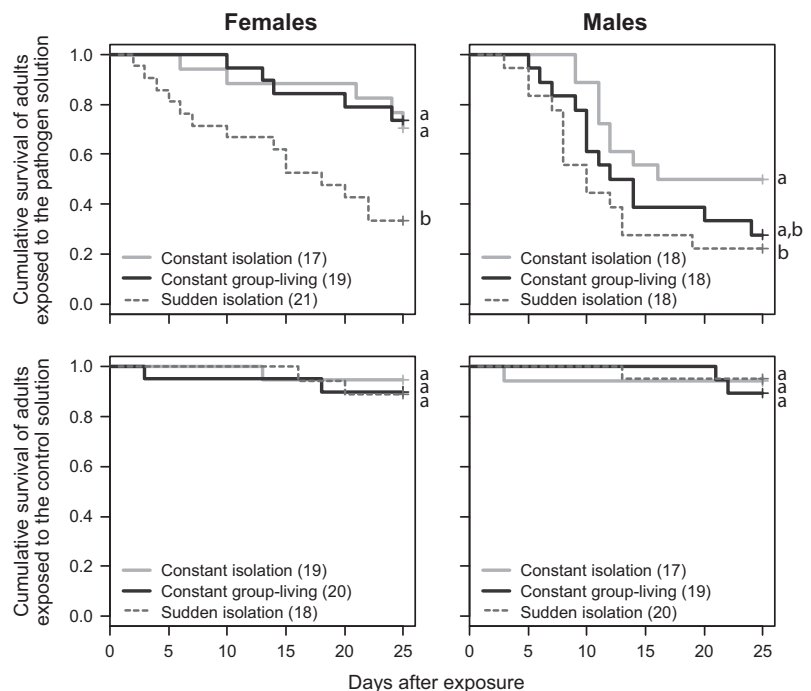 Females
Males
Cumulative survival of adults
exposed to the pathogen solution
1.0
0.8
0.6
0.4
0.2
0.0
a
a
b
Constant isolation (17)
Constant group-living (19)
Sudden isolation (21)
a
a,b
b
Constant isolation (18)
Constant group-living (18)
Sudden isolation (18)
Cumulative survival of adults
exposed to the control solution
1.0
0.8
0.6
0.4
0.2
0.0
a
a
a
Constant isolation (19)
Constant group-living (20)
Sudden isolation (18)
a
a
a
Constant isolation (17)
Constant group-living (19)
Sudden isolation (20)
0 5 10 15 20 25
0 5 10 15 20 25
Days after exposure